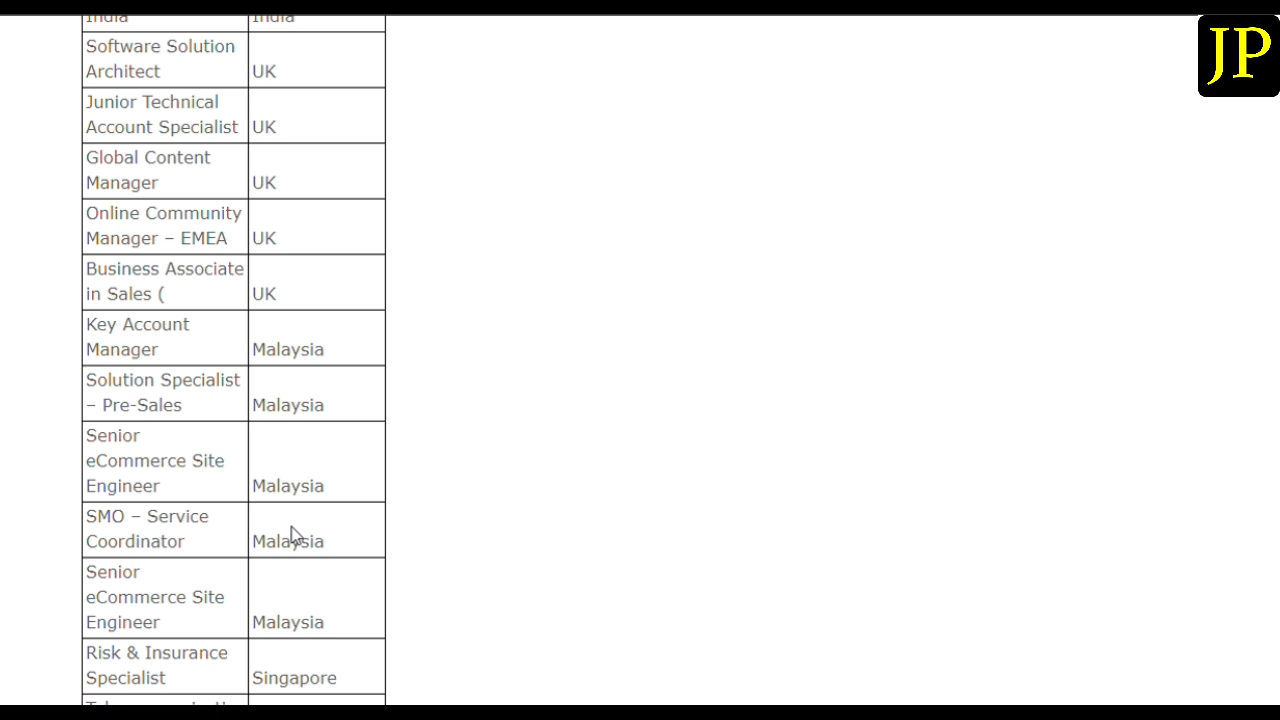 India India
JP
Software Solution
Architect UK
Junior Technical
Account Specialist UK
Global Content
Manager UK
Online Community
Manager – EMEA UK
Business Associate
in Sales ( UK
Key Account
Manager Malaysia
Solution Specialist
– Pre-Sales Malaysia
Senior
eCommerce Site
Engineer Malaysia
SMO – Service
Coordinator Malaysia
Senior
eCommerce Site
Engineer Malaysia
Risk & Insurance
Specialist Singapore